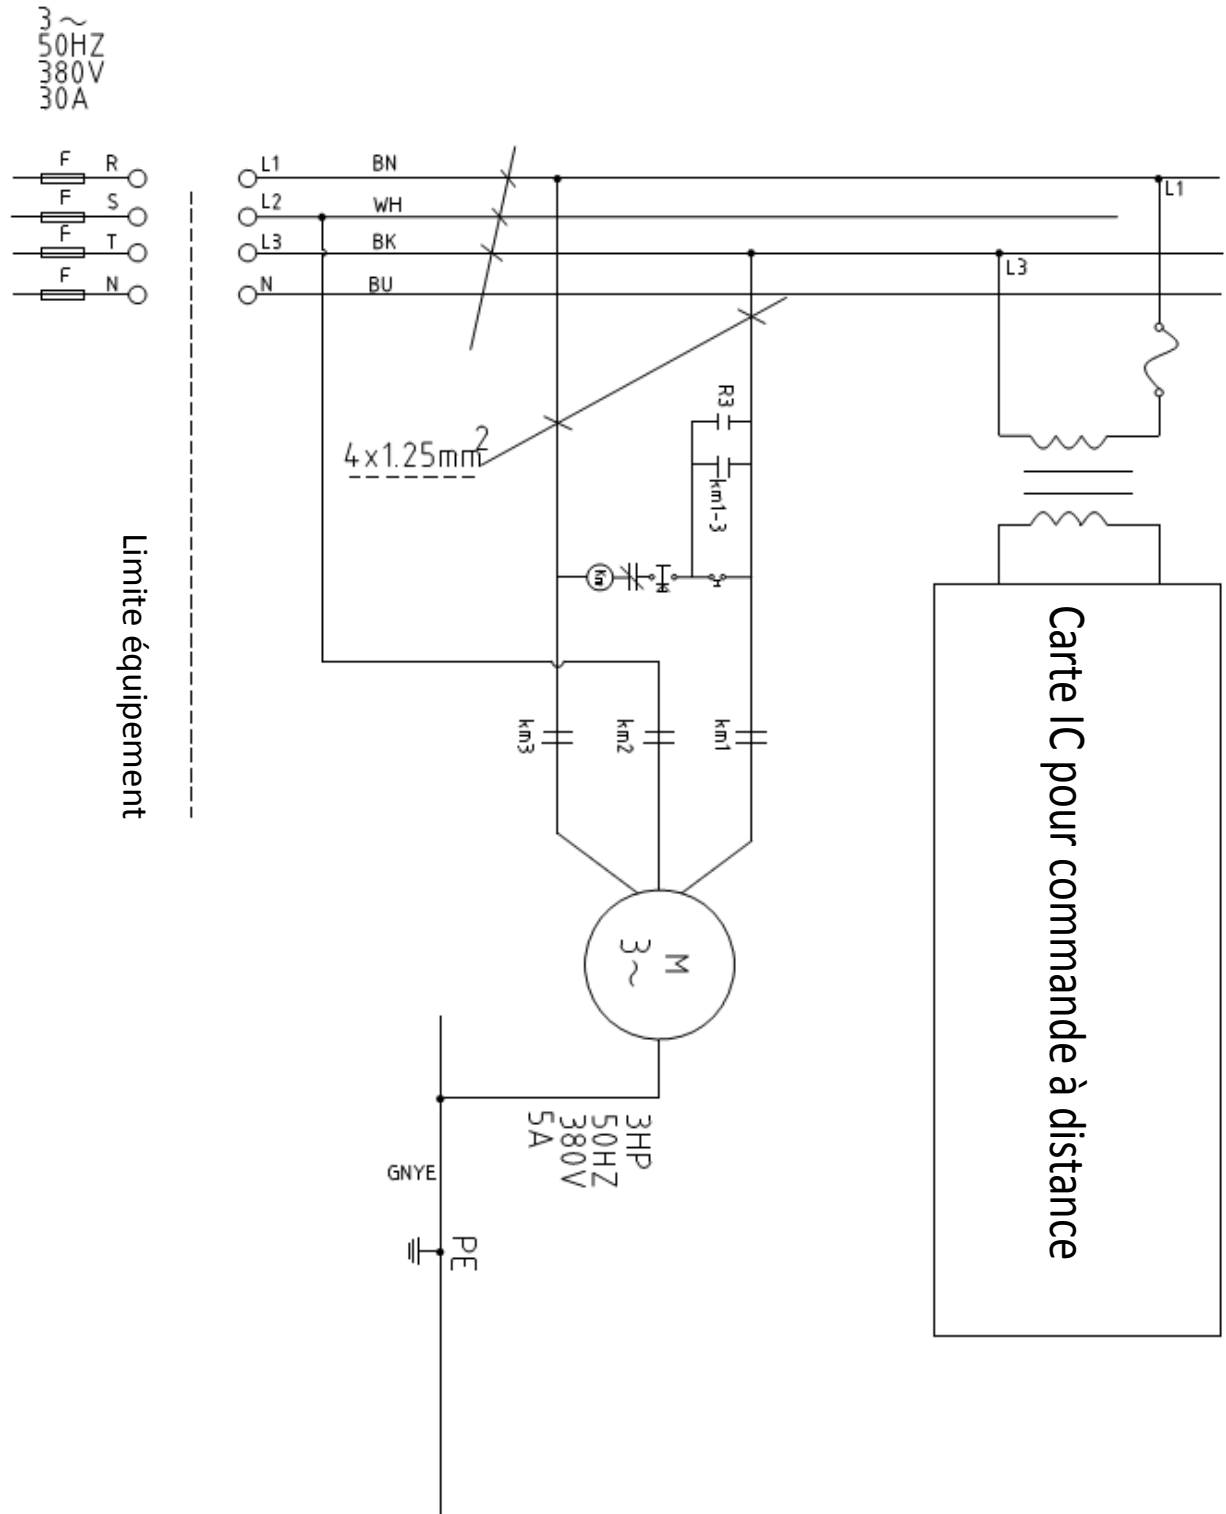 3~
50HZ
380V
30A
F R
F S
F T
F N
L1 BN
L2 WH
L3 BK
N BU
L1
L3
4x1.25mm2
R3
km1-3
Km
km3
km2
km1
Limite équipement
Carte IC pour commande à distance
M
3~
3HP
50HZ
380V
5A
GNYE
PE